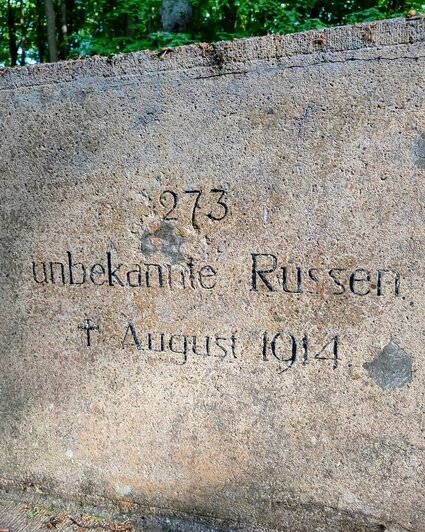 273
unbekannte Russen
† August 1914.